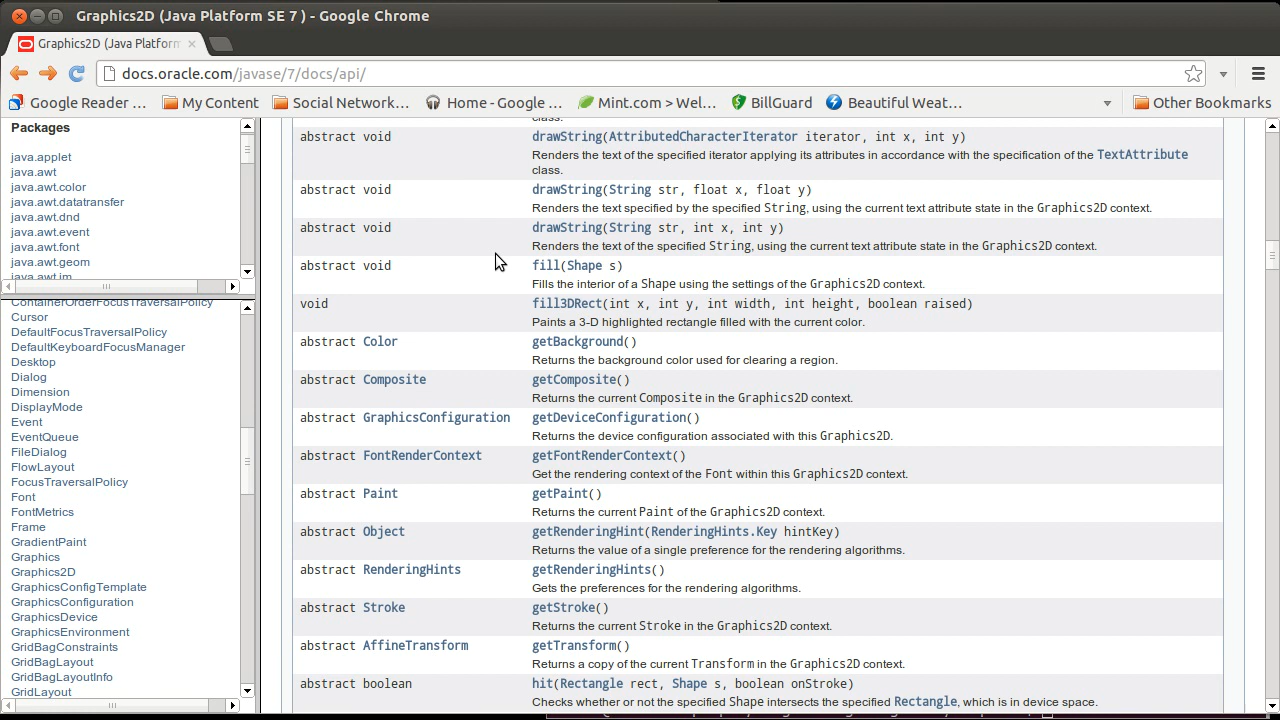 Graphics2D (Java Platform SE 7 ) - Google Chrome
Graphics2D (Java Platform
docs.oracle.com/javase/7/docs/api/
Google Reader ...
My Content
Social Network...
Home - Google ...
Mint.com > Wel...
BillGuard
Beautiful Weat...
Other Bookmarks
Packages
java.applet
java.awt
java.awt.color
java.awt.datatransfer
java.awt.dnd
java.awt.event
java.awt.font
java.awt.geom
java.awt.im
ContainerOrderFocusTraversalPolicy
Cursor
DefaultFocusTraversalPolicy
DefaultKeyboardFocusManager
Desktop
Dialog
Dimension
DisplayMode
Event
EventQueue
FileDialog
FlowLayout
FocusTraversalPolicy
Font
FontMetrics
Frame
GradientPaint
Graphics
Graphics2D
GraphicsConfigTemplate
GraphicsConfiguration
GraphicsDevice
GraphicsEnvironment
GridBagConstraints
GridBagLayout
GridBagLayoutInfo
GridLayout
class.
abstract void drawString(AttributedCharacterIterator iterator, int x, int y)
Renders the text of the specified iterator applying its attributes in accordance with the specification of the TextAttribute
class.
abstract void drawString(String str, float x, float y)
Renders the text specified by the specified String, using the current text attribute state in the Graphics2D context.
abstract void drawString(String str, int x, int y)
Renders the text of the specified String, using the current text attribute state in the Graphics2D context.
abstract void fill(Shape s)
Fills the interior of a Shape using the settings of the Graphics2D context.
void fill3DRect(int x, int y, int width, int height, boolean raised)
Paints a 3-D highlighted rectangle filled with the current color.
abstract Color getBackground()
Returns the background color used for clearing a region.
abstract Composite getComposite()
Returns the current Composite in the Graphics2D context.
abstract GraphicsConfiguration getDeviceConfiguration()
Returns the device configuration associated with this Graphics2D.
abstract FontRenderContext getFontRenderContext()
Get the rendering context of the Font within this Graphics2D context.
abstract Paint getPaint()
Returns the current Paint of the Graphics2D context.
abstract Object getRenderingHint(RenderingHints.Key hintKey)
Returns the value of a single preference for the rendering algorithms.
abstract RenderingHints getRenderingHints()
Gets the preferences for the rendering algorithms.
abstract Stroke getStroke()
Returns the current Stroke in the Graphics2D context.
abstract AffineTransform getTransform()
Returns a copy of the current Transform in the Graphics2D context.
abstract boolean hit(Rectangle rect, Shape s, boolean onStroke)
Checks whether or not the specified Shape intersects the specified Rectangle, which is in device space.